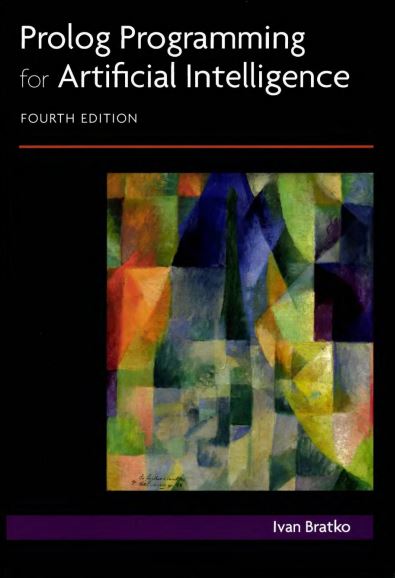 Prolog Programming
for Artificial Intelligence
FOURTH EDITION
Ivan Bratko